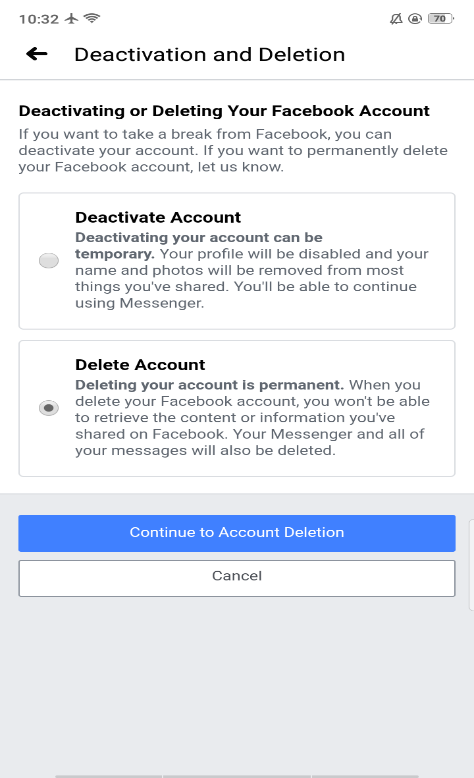 10:32
70
Deactivation and Deletion
Deactivating or Deleting Your Facebook Account
If you want to take a break from Facebook, you can
deactivate your account. If you want to permanently delete
your Facebook account, let us know.
Deactivate Account
Deactivating your account can be
temporary. Your profile will be disabled and your
name and photos will be removed from most
things you've shared. You'll be able to continue
using Messenger.
Delete Account
Deleting your account is permanent. When you
delete your Facebook account, you won't be able
to retrieve the content or information you've
shared on Facebook. Your Messenger and all of
your messages will also be deleted.
Continue to Account Deletion
Cancel